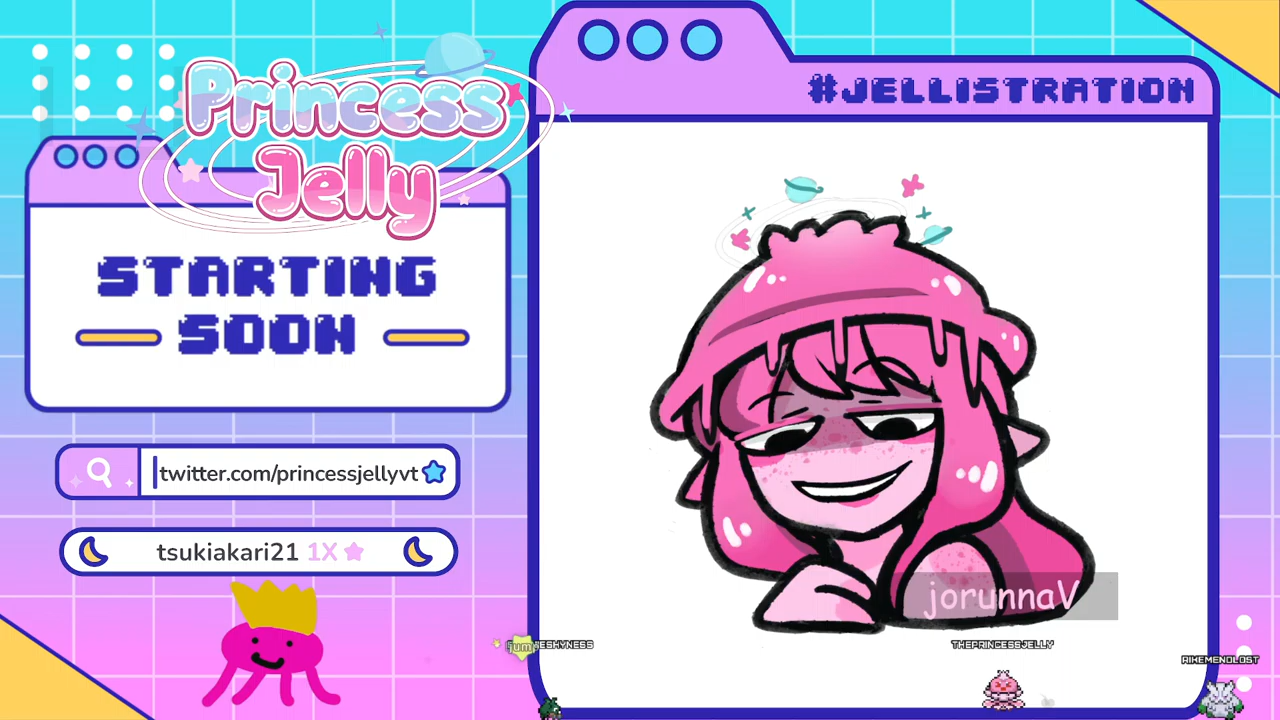 Princess
Jelly
#JELLISTRATION
STARTING
SOON
twitter.com/princessjellyvt
tsukiakari21 1X
jorunnaV
THEPRINCESSJELLY